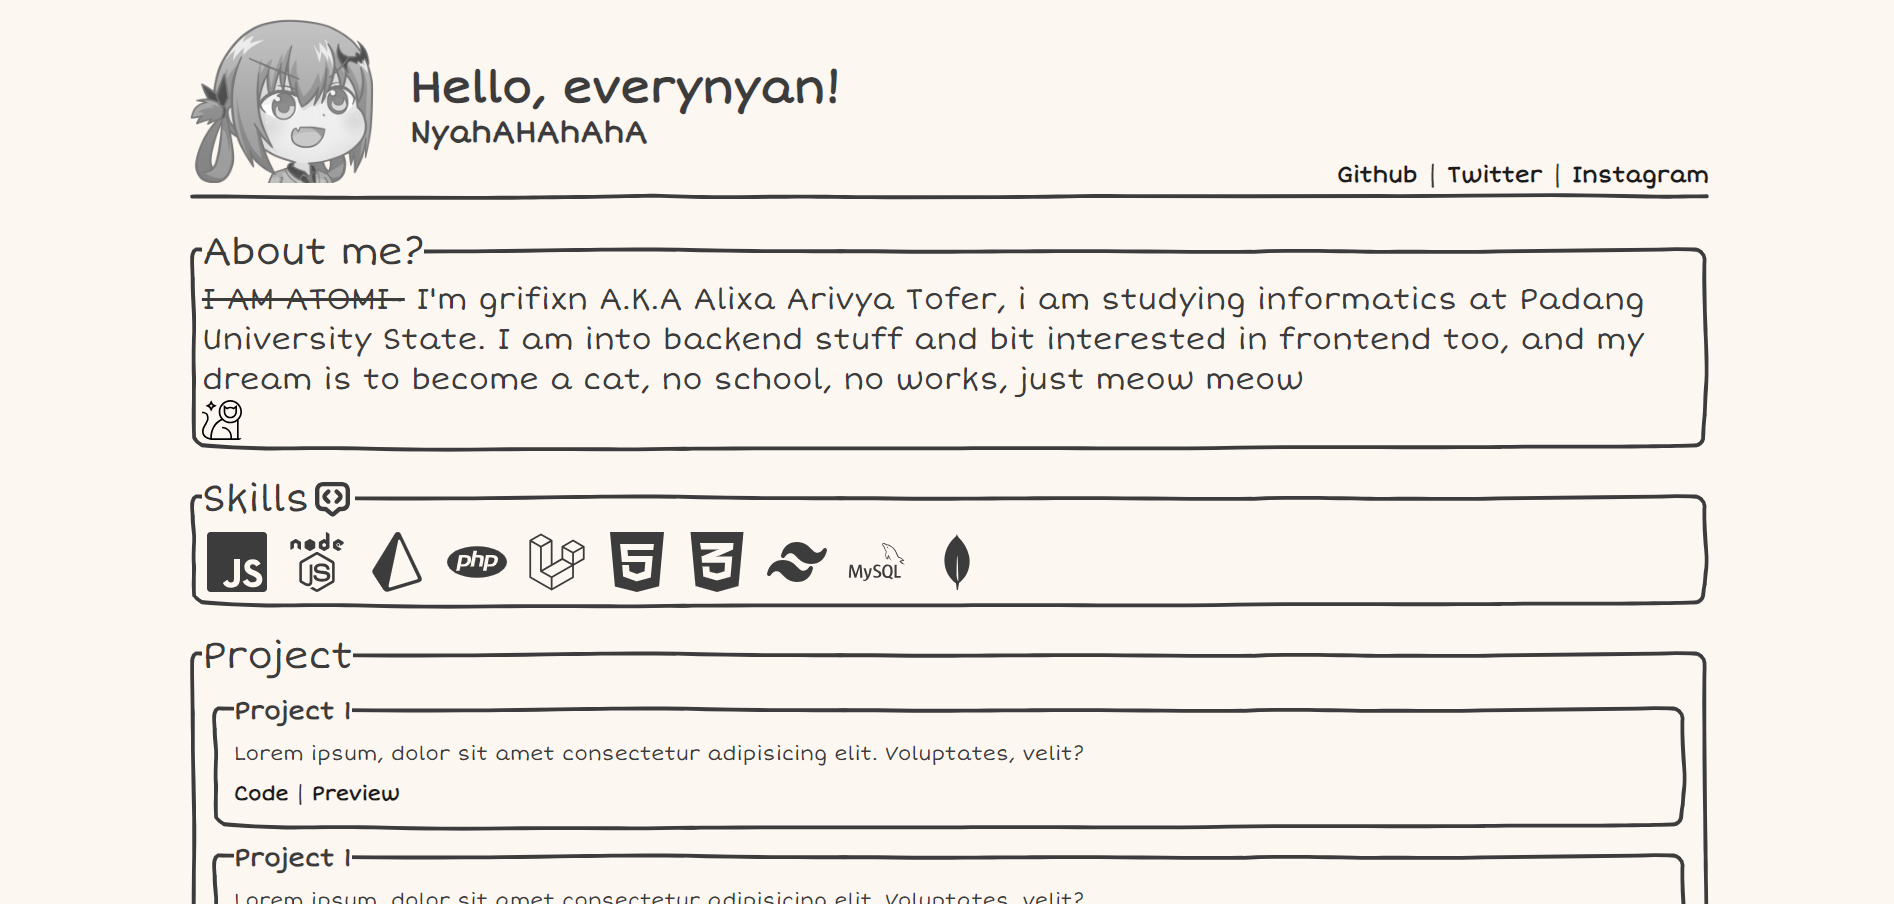 Hello, everynyan!
NyahAHAhAhA
Github | Twitter | Instagram
About me?
I AM ATOMI I'm grifixn A.K.A Alixa Arivya Tofer, i am studying informatics at Padang
University State. I am into backend stuff and bit interested in frontend too, and my
dream is to become a cat, no school, no works, just meow meow
Skills
JS node JS php 5 3 MySQL
Project
Project 1
Lorem ipsum, dolor sit amet consectetur adipisicing elit. Voluptates, velit?
Code | Preview
Project 1
Lorem ipsum, dolor sit amet consectetur adipisicing elit. Voluptates, velit?